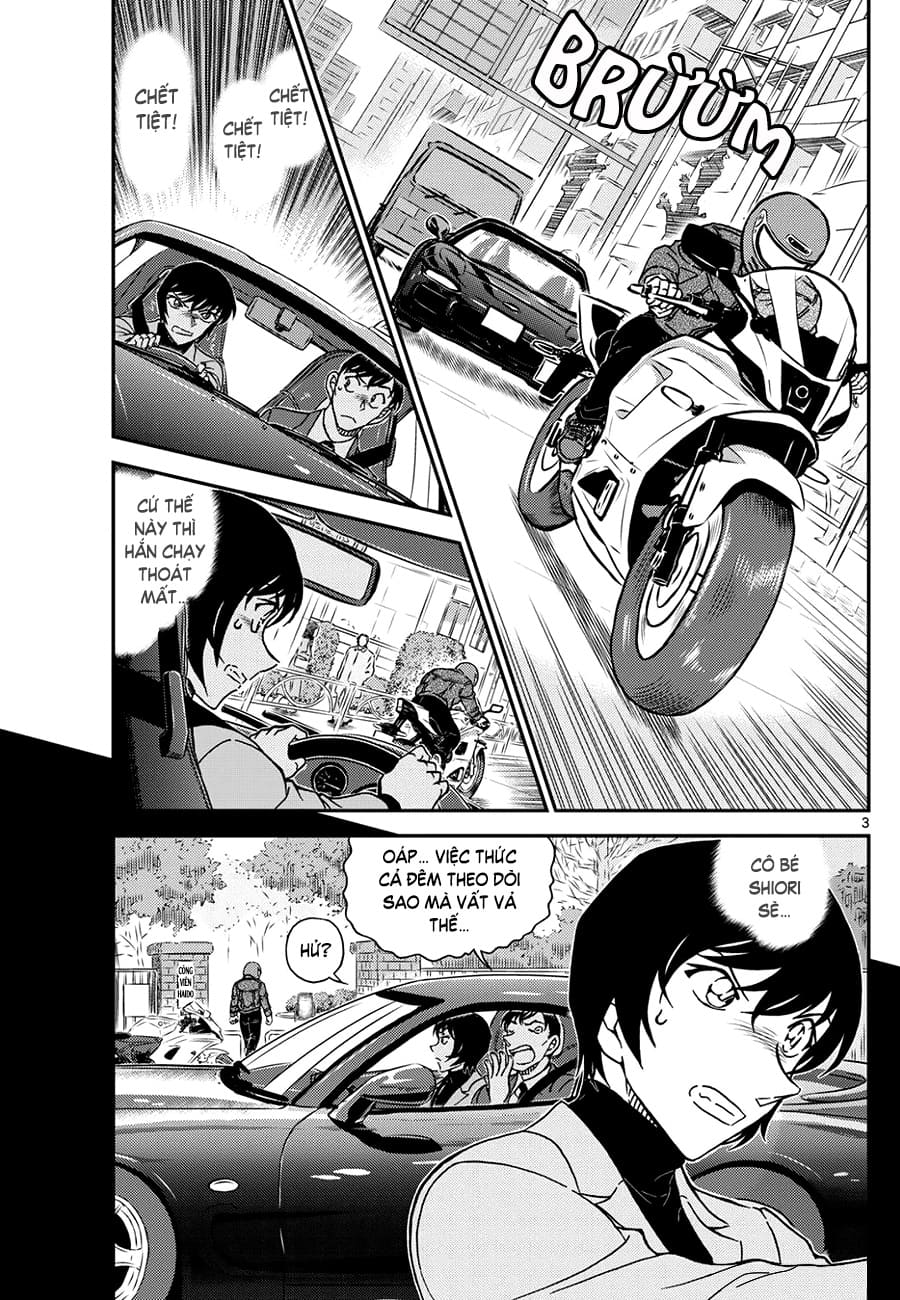 BRỪỪM
CHẾT
TIỆT!
CHẾT
TIỆT!
CHẾT
TIỆT!
CỨ THẾ
NÀY THÌ
HẮN CHẠY
THOÁT
MẤT...
3
CÔ BÉ
SHIORI
SẼ...
OÁP... VIỆC THỨC
CẢ ĐÊM THEO DÕI
SAO MÀ VẤT VẢ
THẾ...
HỬ?
CÔNG
VIÊN
HAIDO